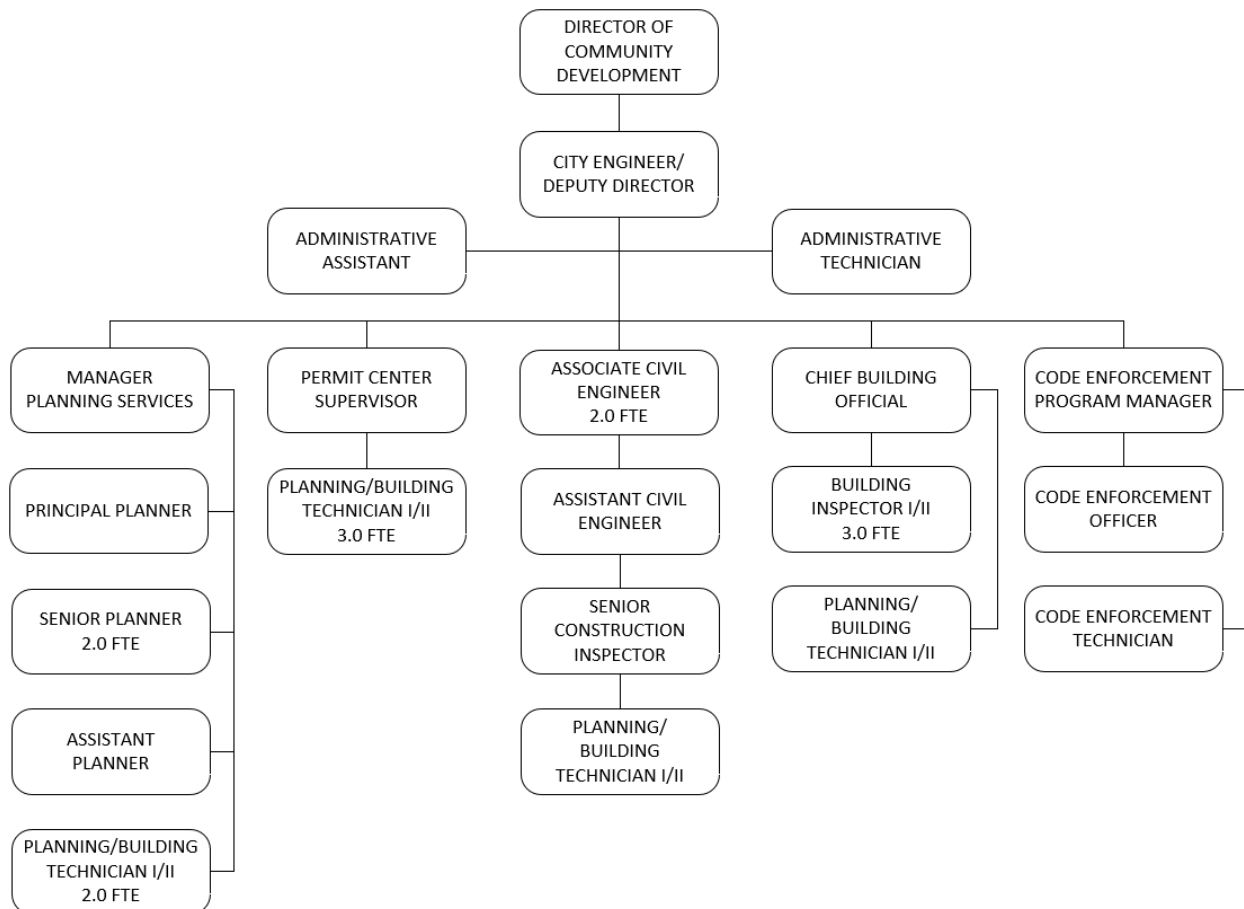 DIRECTOR OF
COMMUNITY
DEVELOPMENT
CITY ENGINEER/
DEPUTY DIRECTOR
ADMINISTRATIVE
ASSISTANT
ADMINISTRATIVE
TECHNICIAN
MANAGER
PLANNING SERVICES
PRINCIPAL PLANNER
SENIOR PLANNER
2.0 FTE
ASSISTANT
PLANNER
PLANNING/BUILDING
TECHNICIAN I/II
2.0 FTE
PERMIT CENTER
SUPERVISOR
PLANNING/BUILDING
TECHNICIAN I/II
3.0 FTE
ASSOCIATE CIVIL
ENGINEER
2.0 FTE
ASSISTANT CIVIL
ENGINEER
SENIOR
CONSTRUCTION
INSPECTOR
PLANNING/
BUILDING
TECHNICIAN I/II
CHIEF BUILDING
OFFICIAL
BUILDING
INSPECTOR I/II
3.0 FTE
PLANNING/
BUILDING
TECHNICIAN I/II
CODE ENFORCEMENT
PROGRAM MANAGER
CODE ENFORCEMENT
OFFICER
CODE ENFORCEMENT
TECHNICIAN